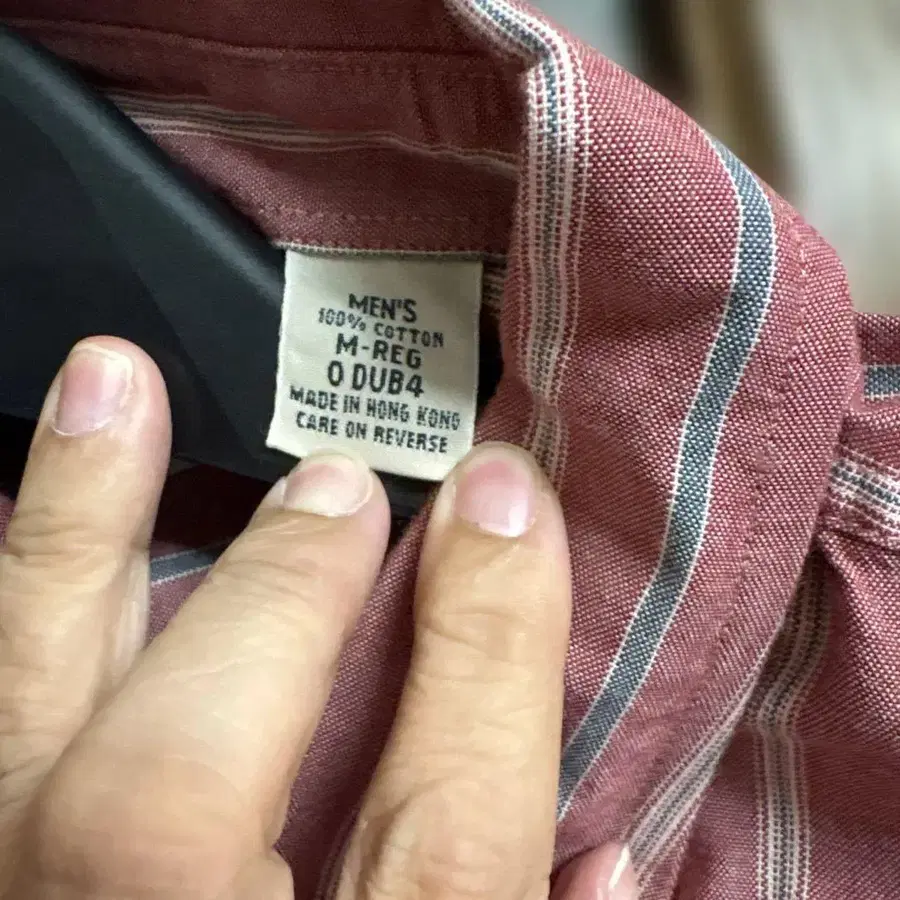 MEN'S
100% COTTON
M-REG
0 DUB4
MADE IN HONG KONG
CARE ON REVERSE